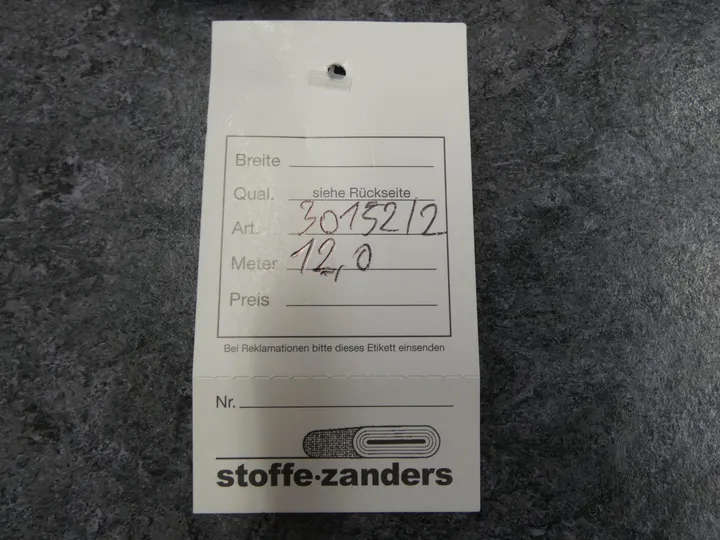 Breite
Qual. siehe Rückseite
Art. 30152/2
Meter 12,0
Preis
Bei Reklamationen bitte dieses Etikett einsenden
Nr.
stoffe·zanders